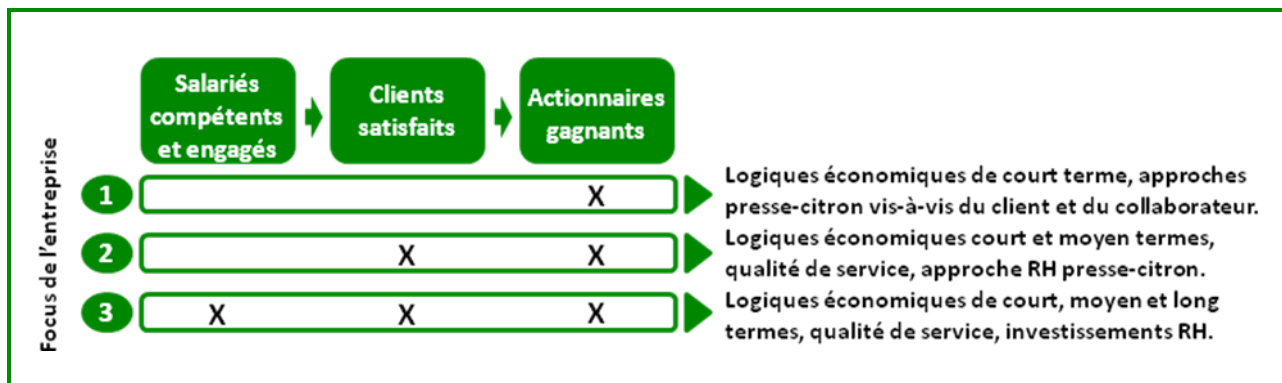 Salariés
compétents
et engagés
Clients
satisfaits
Actionnaires
gagnants
Focus de l'entreprise
1
X
Logiques économiques de court terme, approches
presse-citron vis-à-vis du client et du collaborateur.
2
X X
Logiques économiques court et moyen termes,
qualité de service, approche RH presse-citron.
3
X X X
Logiques économiques de court, moyen et long
termes, qualité de service, investissements RH.